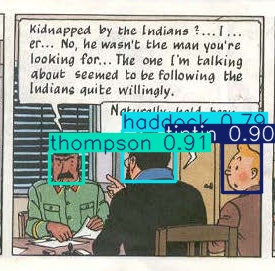 Kidnapped by the Indians ?... I...
er... No, he wasn't the man you're
looking for... The one I'm talking
about seemed to be following the
Indians quite willingly.
Naturally
haddock 0.79
tintin 0.90
thompson 0.91